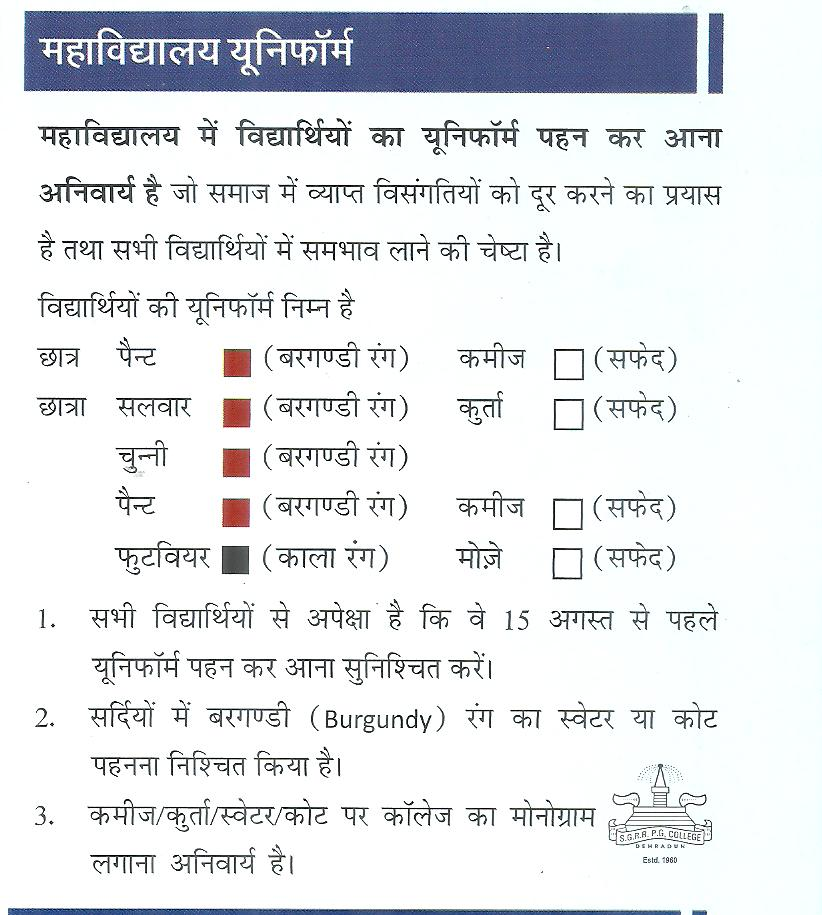 महाविद्यालय यूनिफॉर्म
महाविद्यालय में विद्यार्थियों का यूनिफॉर्म पहन कर आना
अनिवार्य है जो समाज में व्याप्त विसंगतियों को दूर करने का प्रयास
है तथा सभी विद्यार्थियों में समभाव लाने की चेष्टा है।
विद्यार्थियों की यूनिफॉर्म निम्न है
छात्र पैन्ट (बरगण्डी रंग) कमीज (सफेद)
छात्रा सलवार (बरगण्डी रंग) कुर्ता (सफेद)
चुन्नी (बरगण्डी रंग)
पैन्ट (बरगण्डी रंग) कमीज (सफेद)
फुटवियर (काला रंग) मोज़े (सफेद)
1. सभी विद्यार्थियों से अपेक्षा है कि वे 15 अगस्त से पहले
यूनिफॉर्म पहन कर आना सुनिश्चित करें।
2. सर्दियों में बरगण्डी (Burgundy) रंग का स्वेटर या कोट
पहनना निश्चित किया है।
3. कमीज/कुर्ता/स्वेटर/कोट पर कॉलेज का मोनोग्राम
लगाना अनिवार्य है।
S.G.R.R. P.G. COLLEGE
DEHRADUN
Estd. 1960